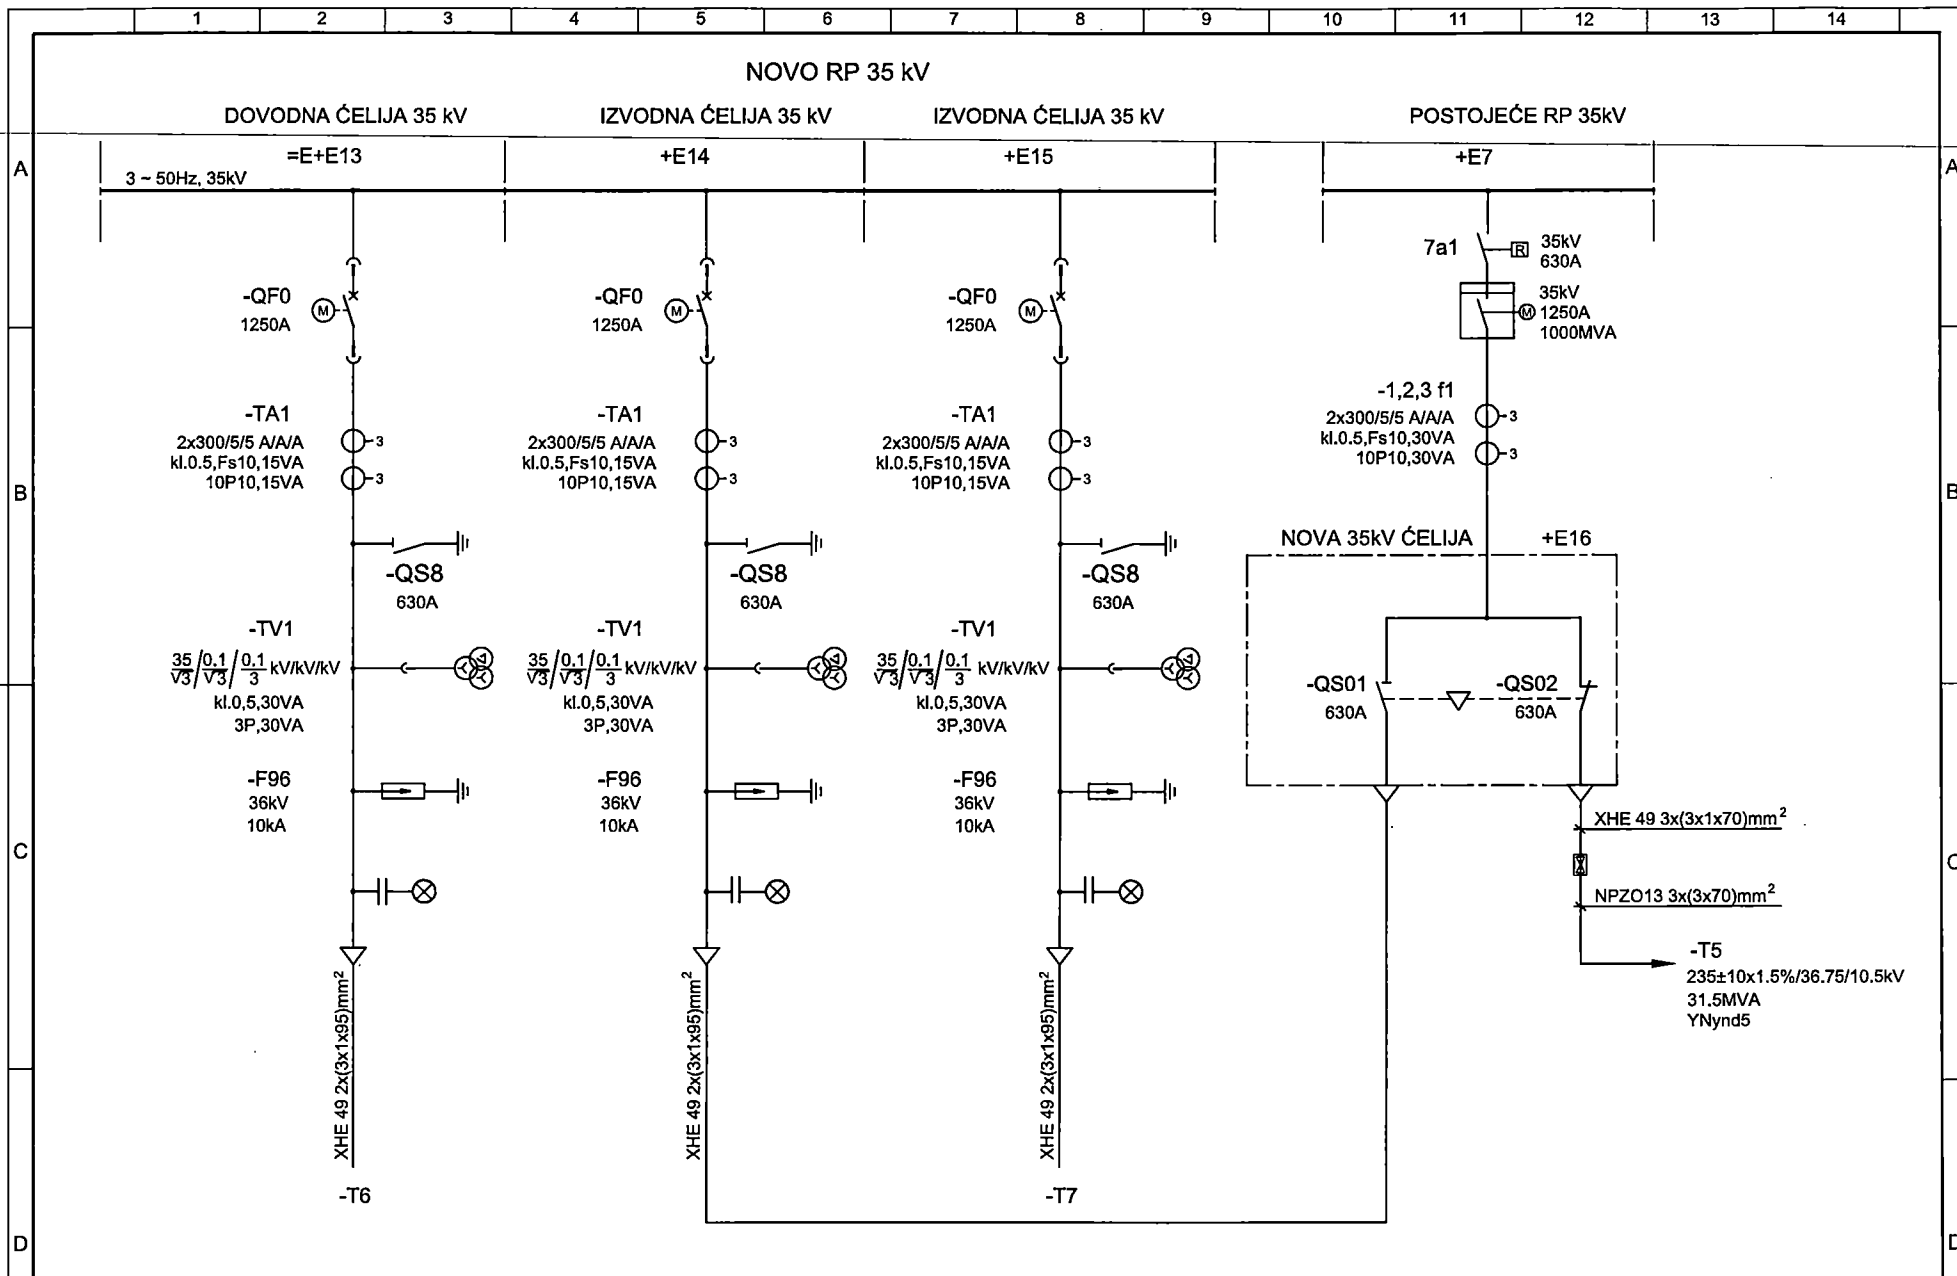 1 2 3 4 5 6 7 8 9 10 11 12 13 14
NOVO RP 35 kV
DOVODNA ĆELIJA 35 kV
IZVODNA ĆELIJA 35 kV
IZVODNA ĆELIJA 35 kV
POSTOJEĆE RP 35kV
A
=E+E13
+E14
+E15
+E7
A
3 ~ 50Hz, 35kV
-QF0
1250A
M
-TA1
2x300/5/5 A/A/A
kl.0.5,Fs10,15VA
10P10,15VA
3
3
-QS8
630A
-TV1
35/√3 / 0.1/√3 / 0.1/3 kV/kV/kV
kl.0,5,30VA
3P,30VA
-F96
36kV
10kA
XHE 49 2x(3x1x95)mm²
-T6
-QF0
1250A
M
-TA1
2x300/5/5 A/A/A
kl.0.5,Fs10,15VA
10P10,15VA
3
3
-QS8
630A
-TV1
35/√3 / 0.1/√3 / 0.1/3 kV/kV/kV
kl.0,5,30VA
3P,30VA
-F96
36kV
10kA
XHE 49 2x(3x1x95)mm²
-QF0
1250A
M
-TA1
2x300/5/5 A/A/A
kl.0.5,Fs10,15VA
10P10,15VA
3
3
-QS8
630A
-TV1
35/√3 / 0.1/√3 / 0.1/3 kV/kV/kV
kl.0,5,30VA
3P,30VA
-F96
36kV
10kA
XHE 49 2x(3x1x95)mm²
-T7
7a1
R
35kV
630A
35kV
M
1250A
1000MVA
-1,2,3 f1
2x300/5/5 A/A/A
kl.0.5,Fs10,30VA
10P10,30VA
3
3
NOVA 35kV ĆELIJA
+E16
-QS01
630A
-QS02
630A
XHE 49 3x(3x1x70)mm²
NPZO13 3x(3x70)mm²
-T5
235±10x1.5%/36.75/10.5kV
31.5MVA
YNynd5
B
B
C
C
D
D